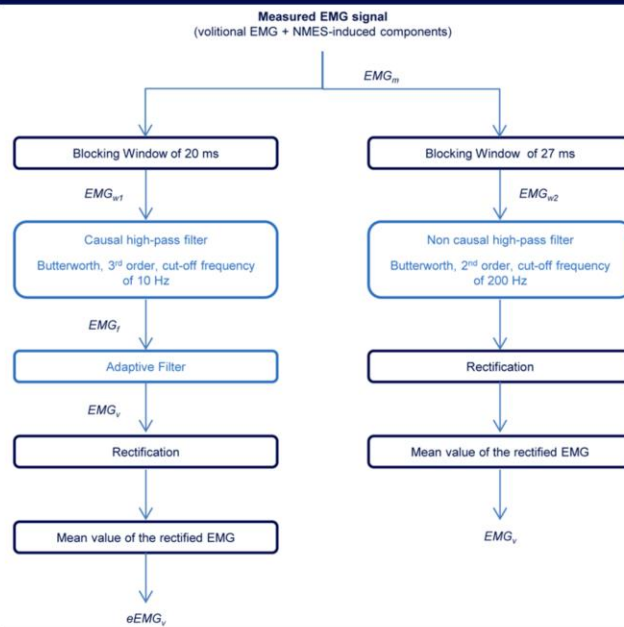 Measured EMG signal
(volitional EMG + NMES-induced components)
EMGm
Blocking Window of 20 ms
EMGw1
Causal high-pass filter
Butterworth, 3rd order, cut-off frequency
of 10 Hz
EMGf
Adaptive Filter
EMGv
Rectification
Mean value of the rectified EMG
eEMGv
Blocking Window of 27 ms
EMGw2
Non causal high-pass filter
Butterworth, 2nd order, cut-off frequency
of 200 Hz
Rectification
Mean value of the rectified EMG
EMGv